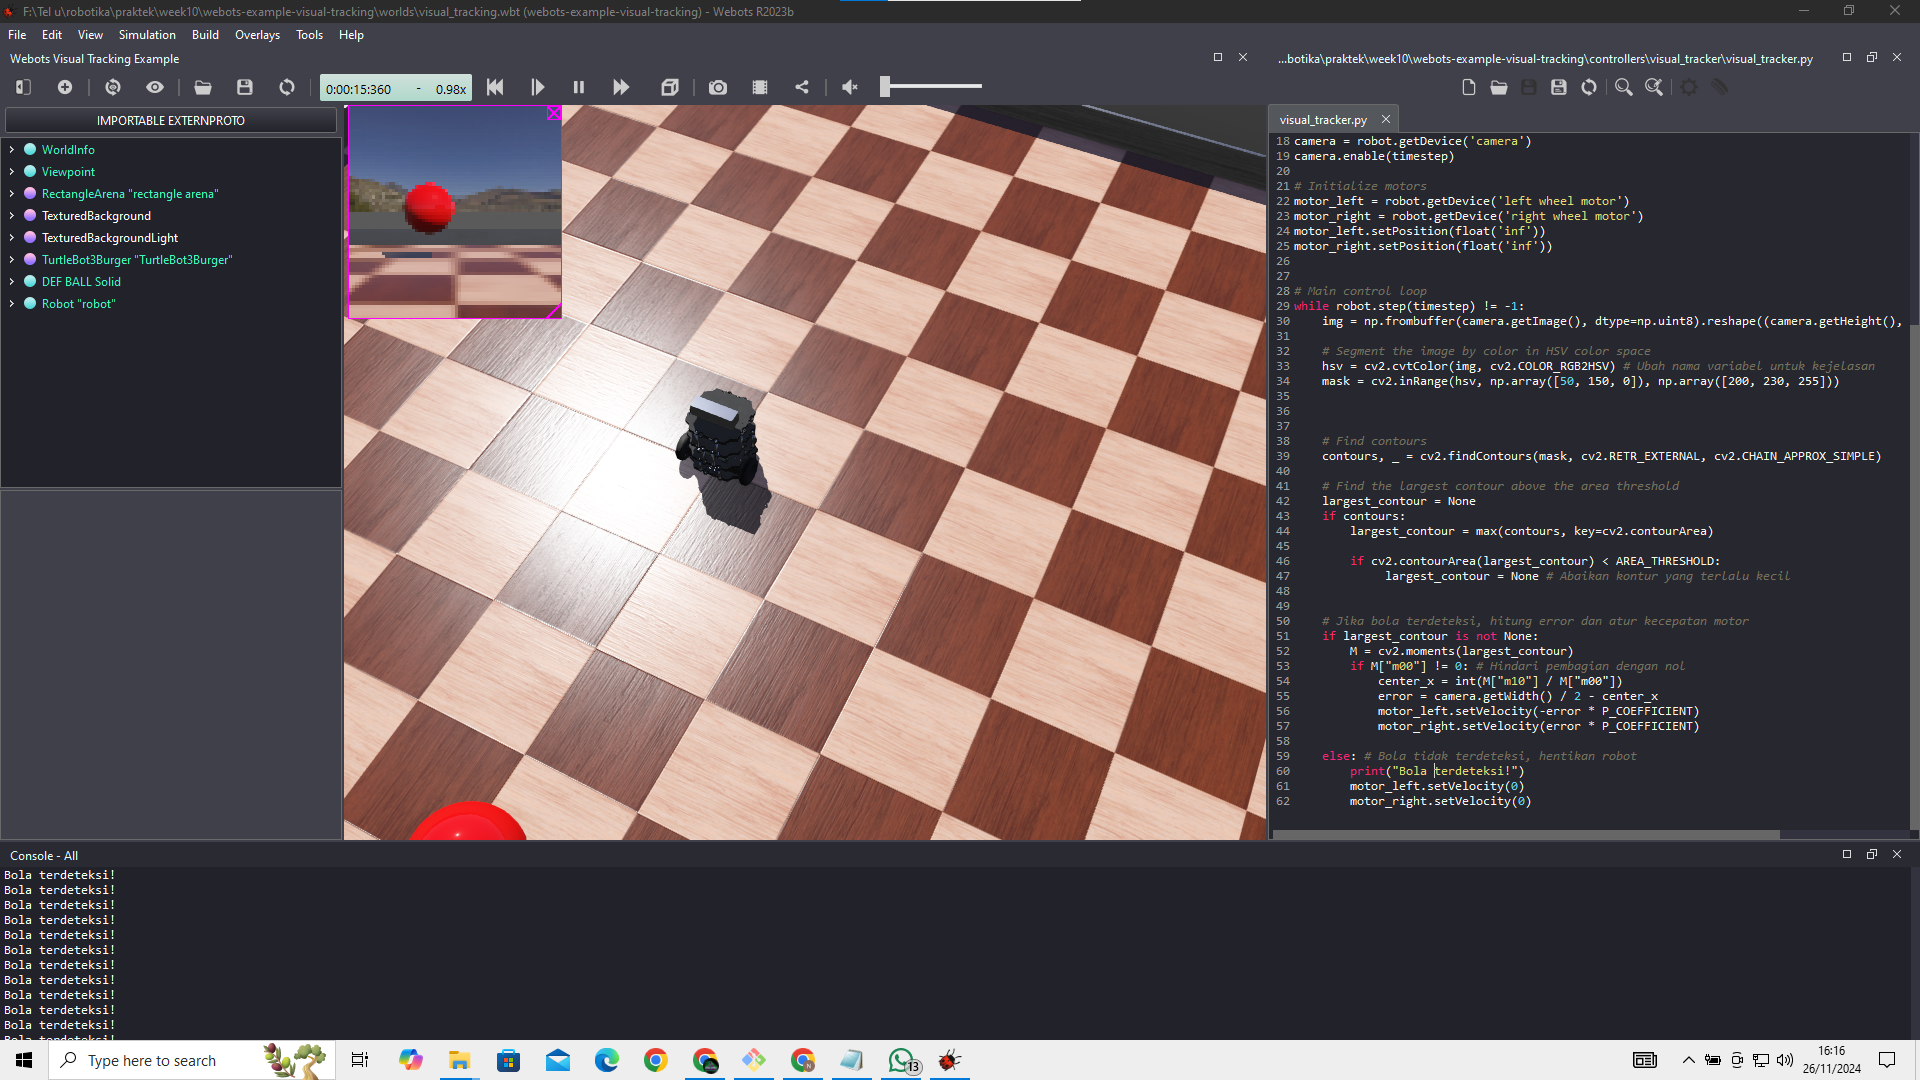 F:\Tel u\robotika\praktek\week10\webots-example-visual-tracking\worlds\visual_tracking.wbt (webots-example-visual-tracking) - Webots R2023b
File Edit View Simulation Build Overlays Tools Help
Webots Visual Tracking Example
0:00:15:360 - 0.98x
IMPORTABLE EXTERNPROTO
WorldInfo
Viewpoint
RectangleArena "rectangle arena"
TexturedBackground
TexturedBackgroundLight
TurtleBot3Burger "TurtleBot3Burger"
DEF BALL Solid
Robot "robot"
...botika\praktek\week10\webots-example-visual-tracking\controllers\visual_tracker\visual_tracker.py
visual_tracker.py
18 camera = robot.getDevice('camera')
19 camera.enable(timestep)
20
21 # Initialize motors
22 motor_left = robot.getDevice('left wheel motor')
23 motor_right = robot.getDevice('right wheel motor')
24 motor_left.setPosition(float('inf'))
25 motor_right.setPosition(float('inf'))
26
27
28 # Main control loop
29 while robot.step(timestep) != -1:
30 img = np.frombuffer(camera.getImage(), dtype=np.uint8).reshape((camera.getHeight(),
31
32 # Segment the image by color in HSV color space
33 hsv = cv2.cvtColor(img, cv2.COLOR_RGB2HSV) # Ubah nama variabel untuk kejelasan
34 mask = cv2.inRange(hsv, np.array([50, 150, 0]), np.array([200, 230, 255]))
35
36
37
38 # Find contours
39 contours, _ = cv2.findContours(mask, cv2.RETR_EXTERNAL, cv2.CHAIN_APPROX_SIMPLE)
40
41 # Find the largest contour above the area threshold
42 largest_contour = None
43 if contours:
44 largest_contour = max(contours, key=cv2.contourArea)
45
46 if cv2.contourArea(largest_contour) < AREA_THRESHOLD:
47 largest_contour = None # Abaikan kontur yang terlalu kecil
48
49
50 # Jika bola terdeteksi, hitung error dan atur kecepatan motor
51 if largest_contour is not None:
52 M = cv2.moments(largest_contour)
53 if M["m00"] != 0: # Hindari pembagian dengan nol
54 center_x = int(M["m10"] / M["m00"])
55 error = camera.getWidth() / 2 - center_x
56 motor_left.setVelocity(-error * P_COEFFICIENT)
57 motor_right.setVelocity(error * P_COEFFICIENT)
58
59 else: # Bola tidak terdeteksi, hentikan robot
60 print("Bola terdeteksi!")
61 motor_left.setVelocity(0)
62 motor_right.setVelocity(0)
Console - All
Bola terdeteksi!
Bola terdeteksi!
Bola terdeteksi!
Bola terdeteksi!
Bola terdeteksi!
Bola terdeteksi!
Bola terdeteksi!
Bola terdeteksi!
Bola terdeteksi!
Bola terdeteksi!
Bola terdeteksi!
Bola terdeteksi!
Type here to search
13
16:16
26/11/2024